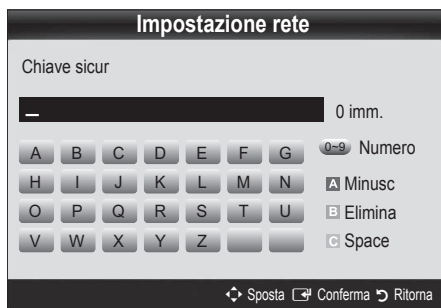 Impostazione rete
Chiave sicur
_ 0 imm.
A B C D E F G 0~9 Numero
H I J K L M N A Minusc
O P Q R S T U B Elimina
V W X Y Z C Space
Sposta Conferma Ritorna